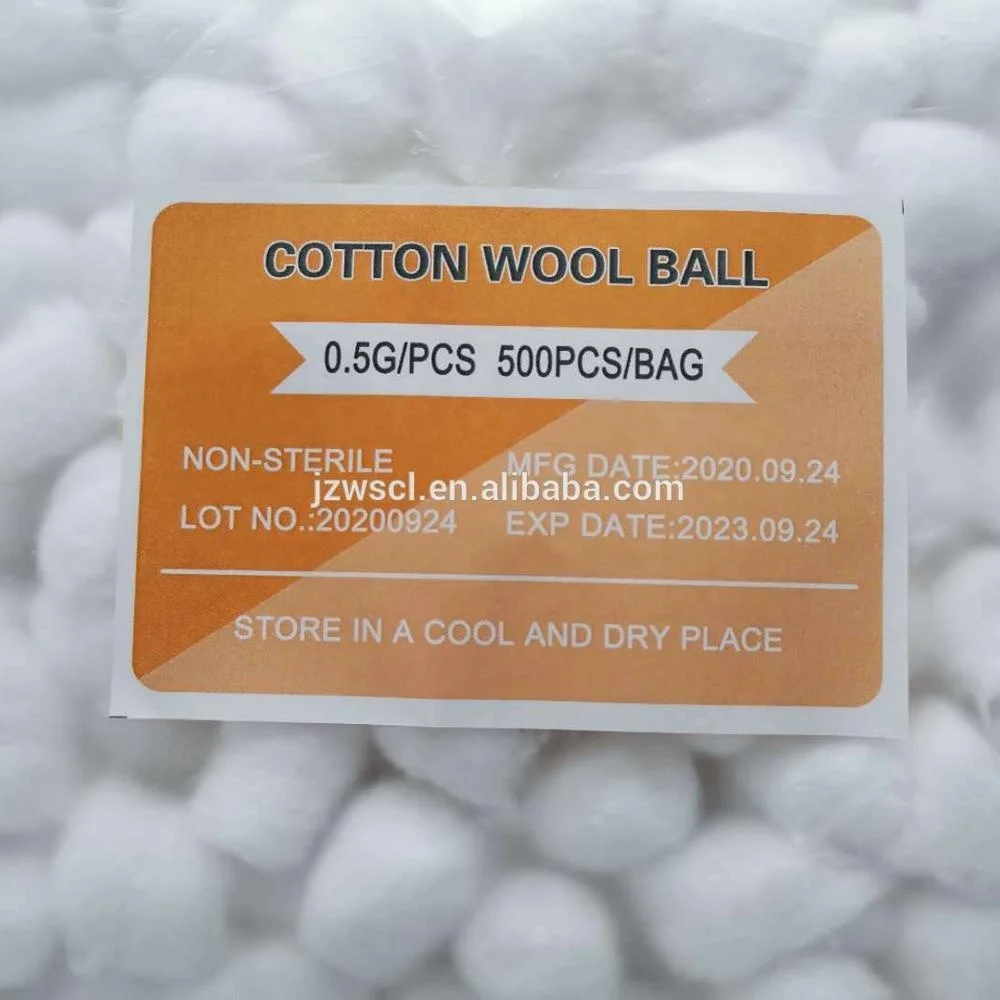 COTTON WOOL BALL
0.5G/PCS 500PCS/BAG
NON-STERILE MFG DATE:2020.09.24
jzwscl.en.alibaba.com
LOT NO.:20200924 EXP DATE:2023.09.24
STORE IN A COOL AND DRY PLACE